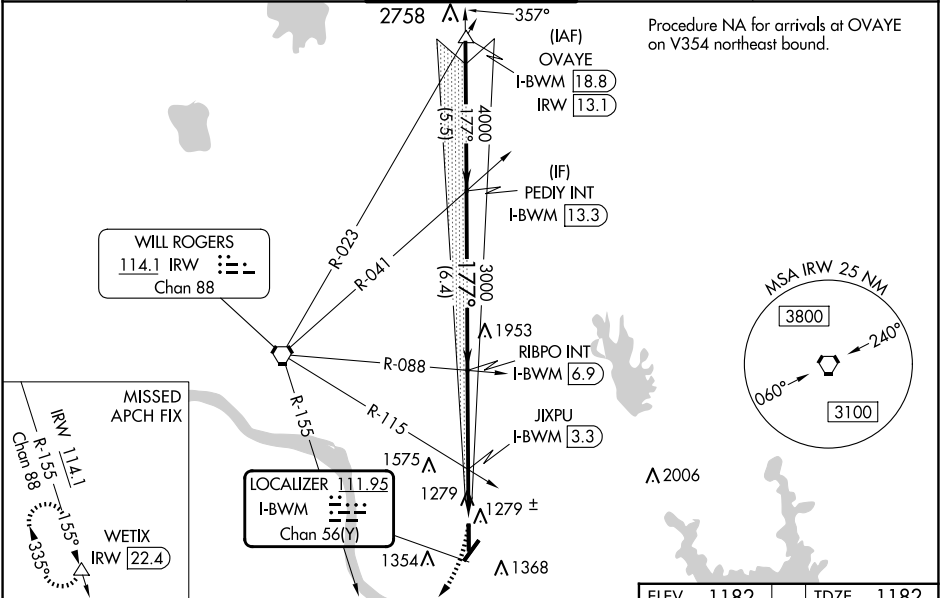 2758
357°
(IAF)
OVAYE
I-BWM 18.8
IRW 13.1
Procedure NA for arrivals at OVAYE
on V354 northeast bound.
4000
177°
(5.5)
(IF)
PEDIY INT
I-BWM 13.3
WILL ROGERS
114.1 IRW
Chan 88
R-023
R-041
3000
177°
(6.4)
1953
RIBPO INT
I-BWM 6.9
R-088
R-115
R-155
JIXPU
I-BWM 3.3
MSA IRW 25 NM
3800
240°
060°
3100
MISSED
APCH FIX
IRW 114.1
R-155
Chan 88
155°
335°
WETIX
IRW 22.4
1575
LOCALIZER 111.95
I-BWM
Chan 56(Y)
1279
1279 ±
1354
1368
2006
ELEV 1182
TDZE 1182